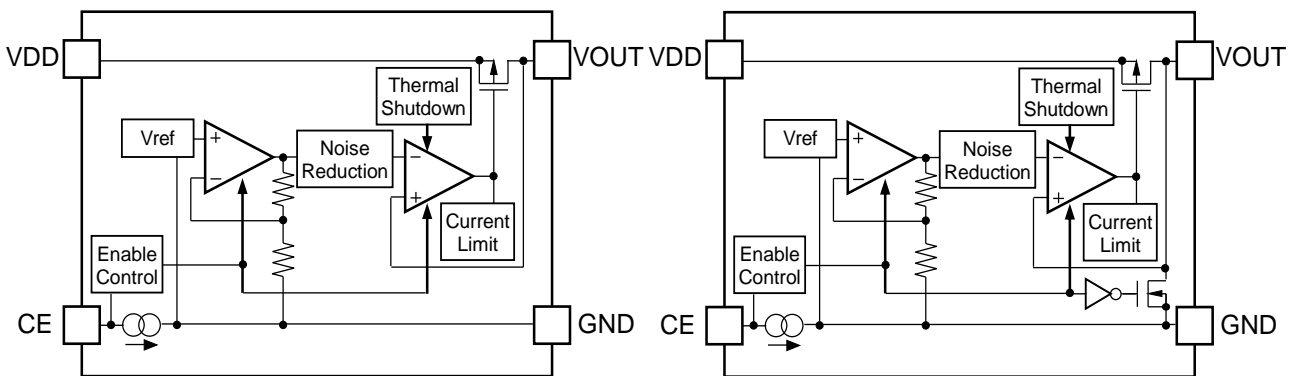 VDD
VOUT
Thermal
Shutdown
Vref
+
−
Noise
Reduction
−
+
Current
Limit
Enable
Control
CE
GND
VDD
VOUT
Thermal
Shutdown
Vref
+
−
Noise
Reduction
−
+
Current
Limit
Enable
Control
CE
GND